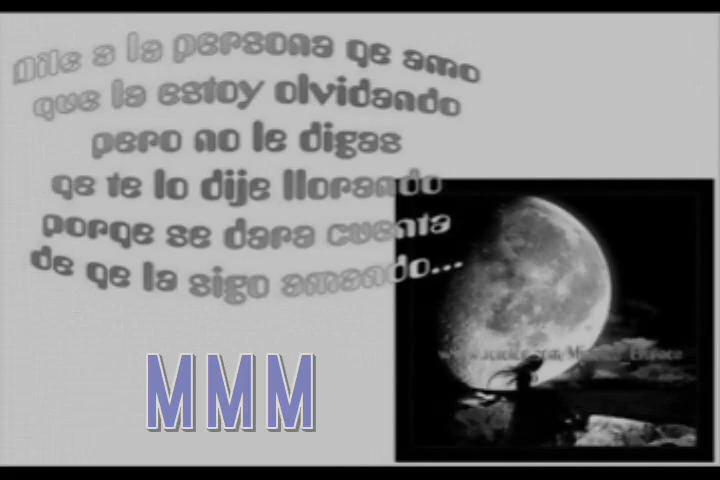 Dile a la persona qe amo
que la estoy olvidando
pero no le digas
qe te lo dije llorando
porqe se dara cuenta
de qe la sigo amando...
MMM